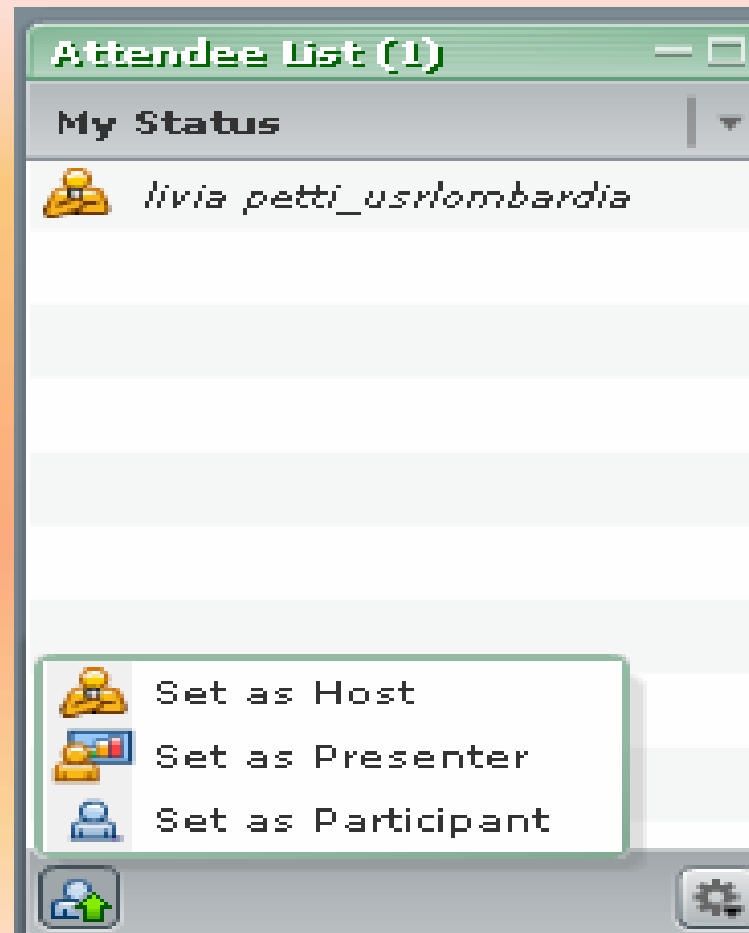 Attendee List (1)
My Status
livia petti_usrlombardia
Set as Host
Set as Presenter
Set as Participant